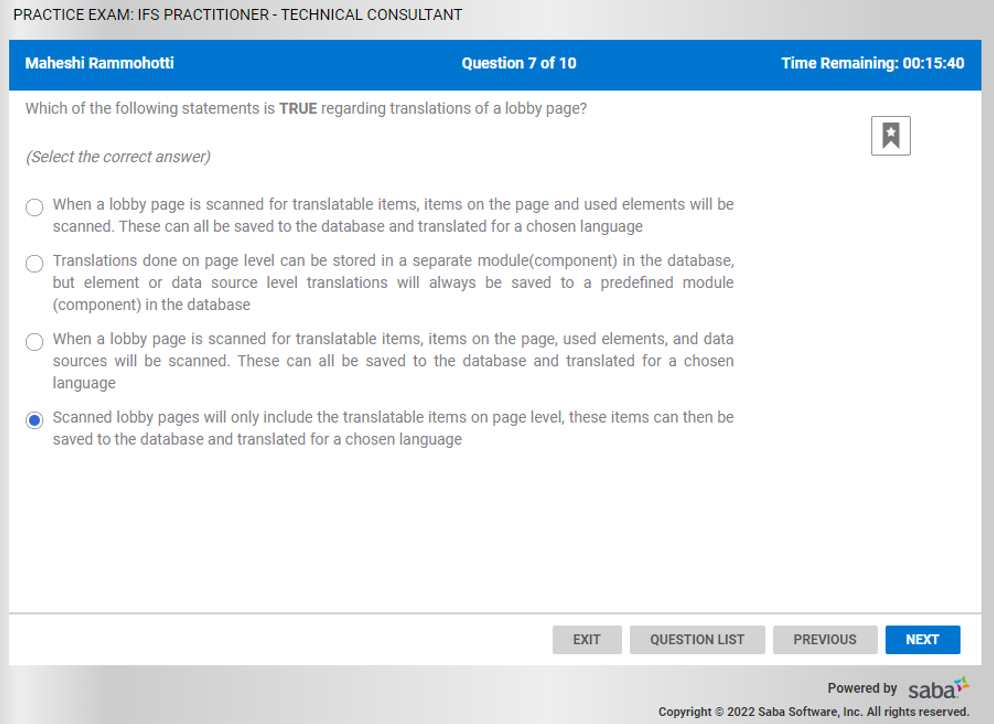 PRACTICE EXAM: IFS PRACTITIONER - TECHNICAL CONSULTANT
Maheshi Rammohotti Question 7 of 10 Time Remaining: 00:15:40
Which of the following statements is TRUE regarding translations of a lobby page?
(Select the correct answer)
When a lobby page is scanned for translatable items, items on the page and used elements will be
scanned. These can all be saved to the database and translated for a chosen language
Translations done on page level can be stored in a separate module(component) in the database,
but element or data source level translations will always be saved to a predefined module
(component) in the database
When a lobby page is scanned for translatable items, items on the page, used elements, and data
sources will be scanned. These can all be saved to the database and translated for a chosen
language
Scanned lobby pages will only include the translatable items on page level, these items can then be
saved to the database and translated for a chosen language
EXIT QUESTION LIST PREVIOUS NEXT
Powered by saba
Copyright © 2022 Saba Software, Inc. All rights reserved.